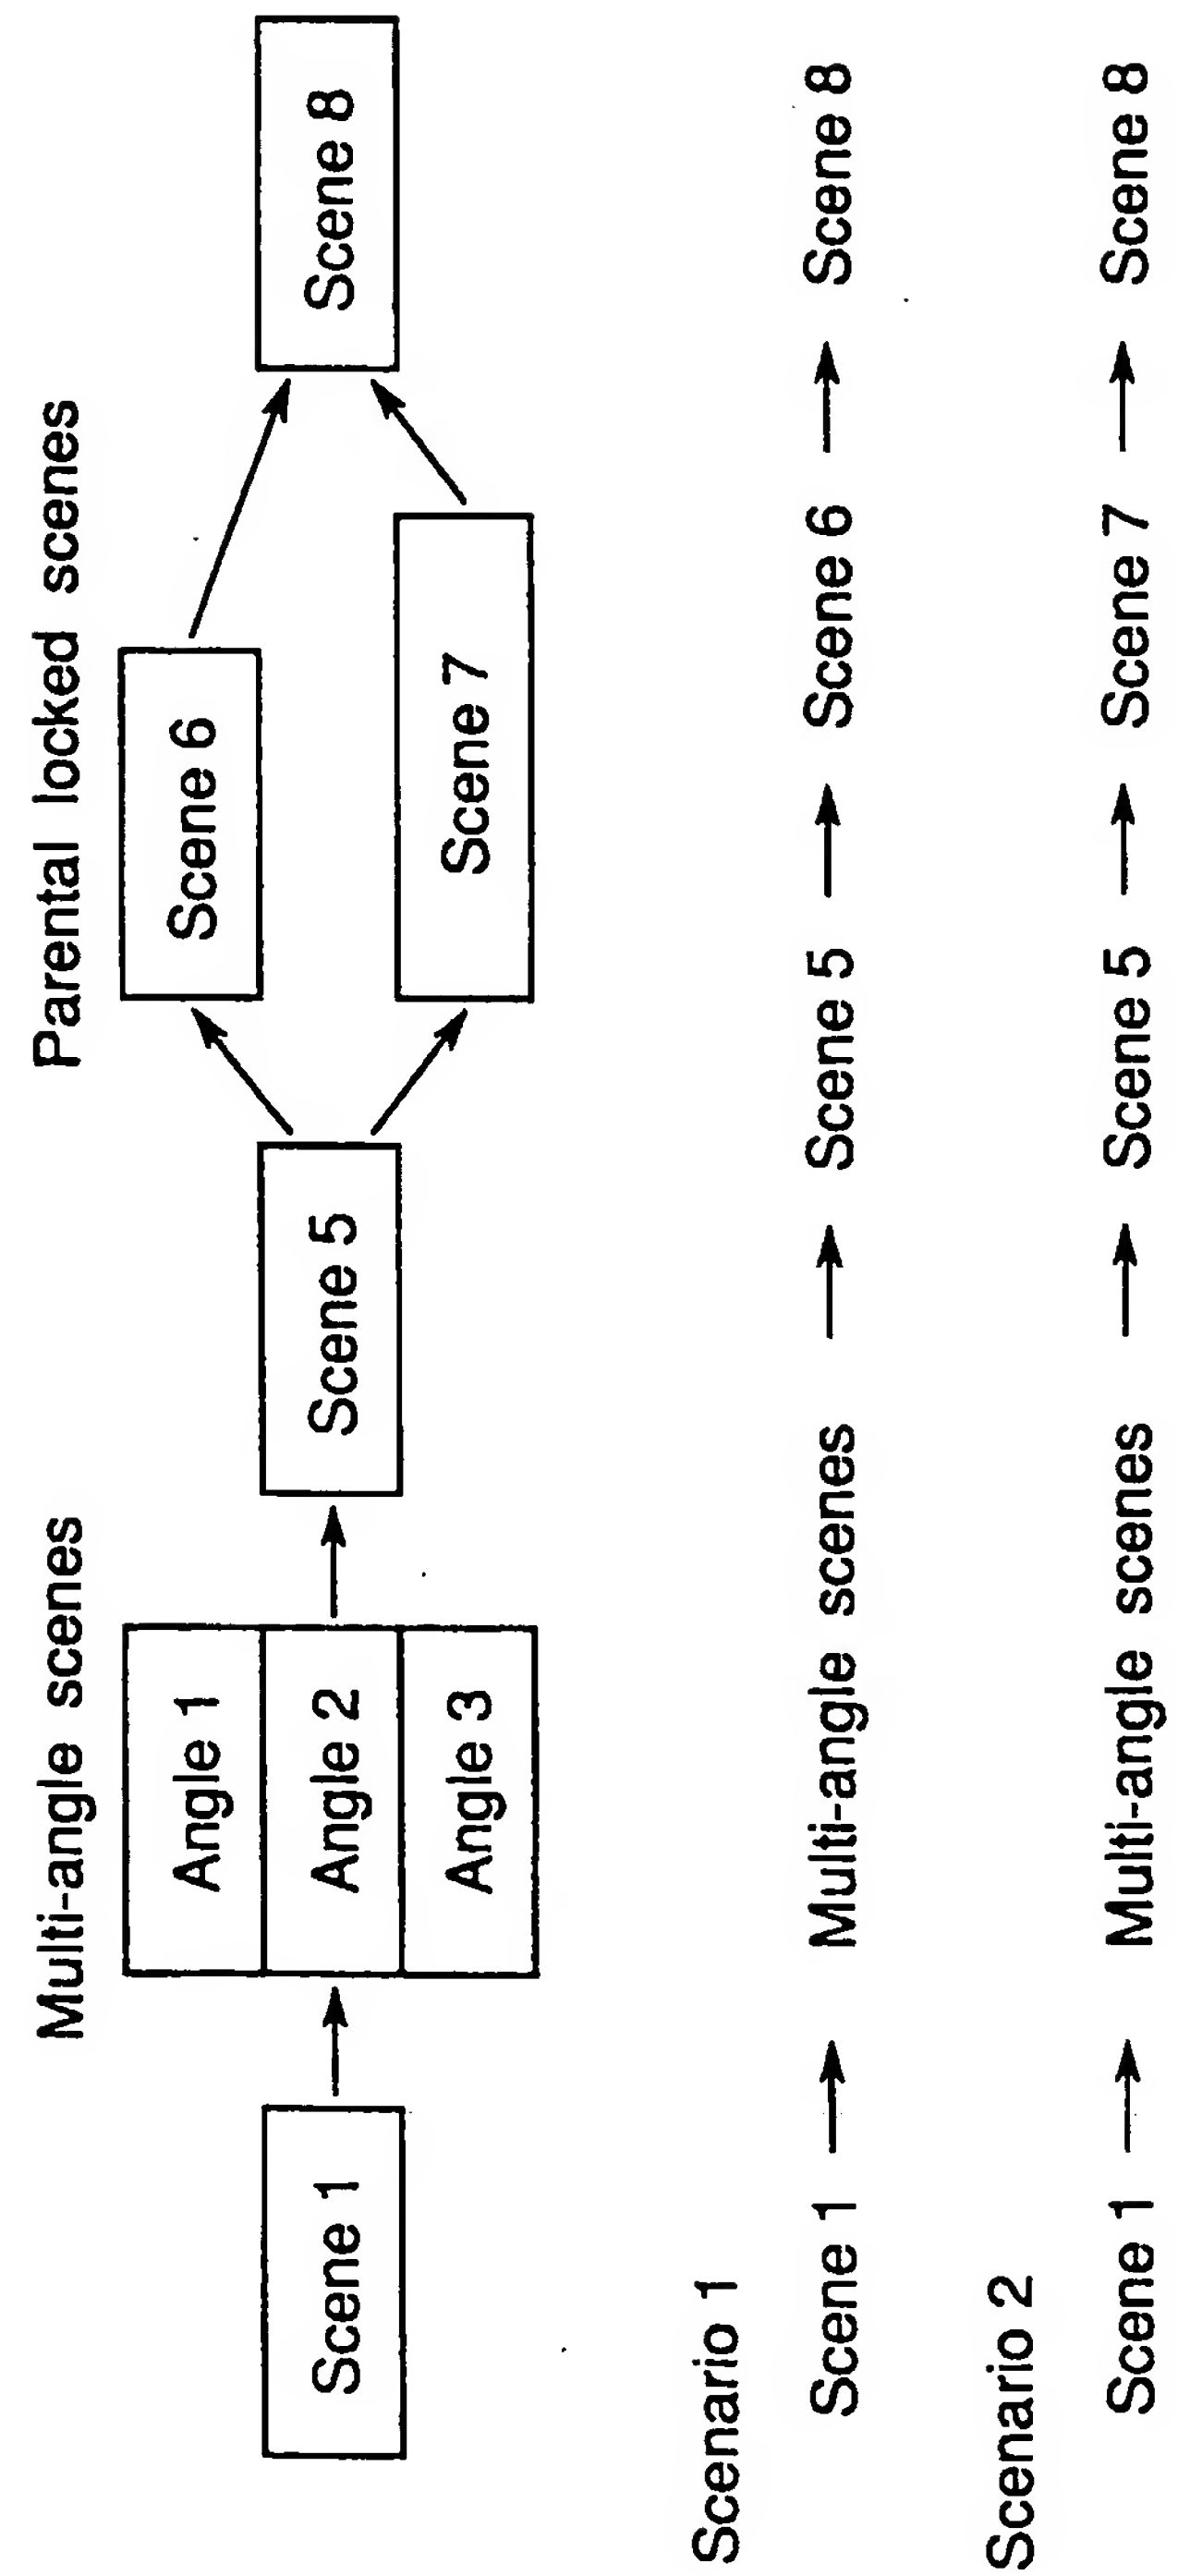 Multi-angle scenes
Parental locked scenes
Scene 1
Angle 1
Angle 2
Angle 3
Scene 5
Scene 6
Scene 7
Scene 8
Scenario 1
Scene 1 → Multi-angle scenes → Scene 5 → Scene 6 → Scene 8
Scenario 2
Scene 1 → Multi-angle scenes → Scene 5 → Scene 7 → Scene 8